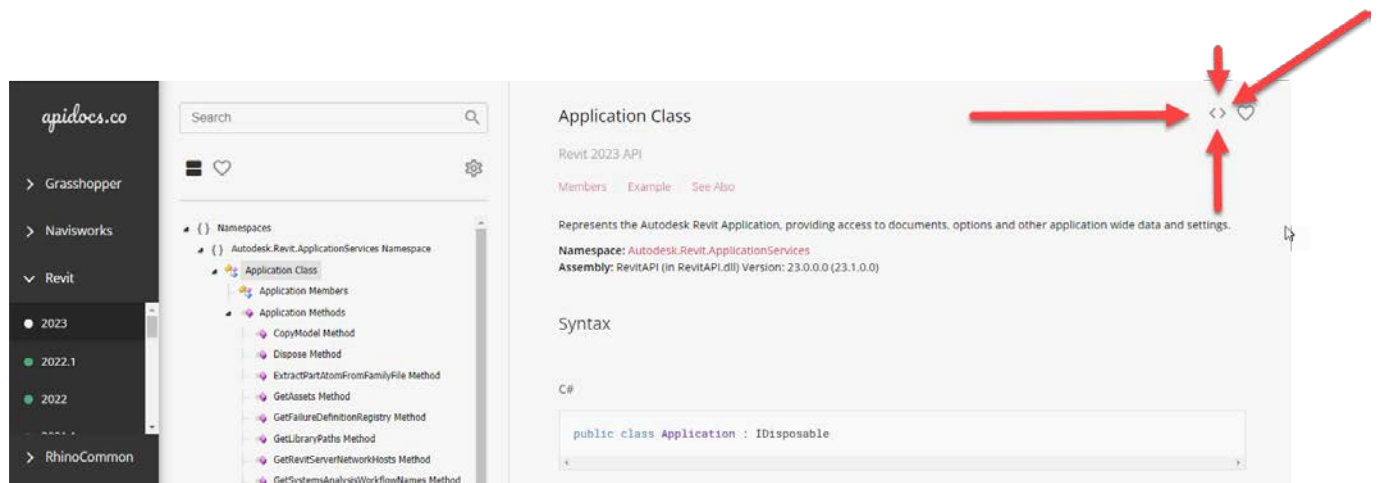 apidocs.co
Grasshopper
Navisworks
Revit
2023
2022.1
2022
RhinoCommon
Search
{ } Namespaces
{ } Autodesk.Revit.ApplicationServices Namespace
Application Class
Application Members
Application Methods
CopyModel Method
Dispose Method
ExtractPartAtomFromFamilyFile Method
GetAssets Method
GetFailureDefinitionRegistry Method
GetLibraryPaths Method
GetRevitServerNetworkHosts Method
GetSystemsAnalysisWorkflowNames Method
Application Class
Revit 2023 API
Members Example See Also
Represents the Autodesk Revit Application, providing access to documents, options and other application wide data and settings.
Namespace: Autodesk.Revit.ApplicationServices
Assembly: RevitAPI (in RevitAPI.dll) Version: 23.0.0.0 (23.1.0.0)
Syntax
C#
public class Application : IDisposable